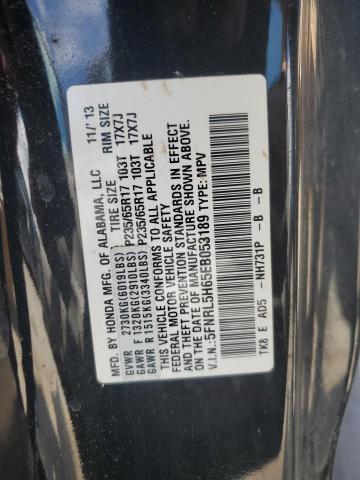 MFD. BY HONDA MFG. OF ALABAMA, LLC 11/'13
TIRE SIZE RIM SIZE
GVWR 2730KG(6019LBS)
GAWR F 1320KG(2910LBS) P235/65R17 103T 17X7J
GAWR R 1515KG(3340LBS) P235/65R17 103T 17X7J
THIS VEHICLE CONFORMS TO ALL APPLICABLE
FEDERAL MOTOR VEHICLE SAFETY
AND THEFT PREVENTION STANDARDS IN EFFECT
ON THE DATE OF MANUFACTURE SHOWN ABOVE.
V.I.N.:5FNRL5H65EB053189 TYPE: MPV
TK8 E AD5 -NH731P -B -B